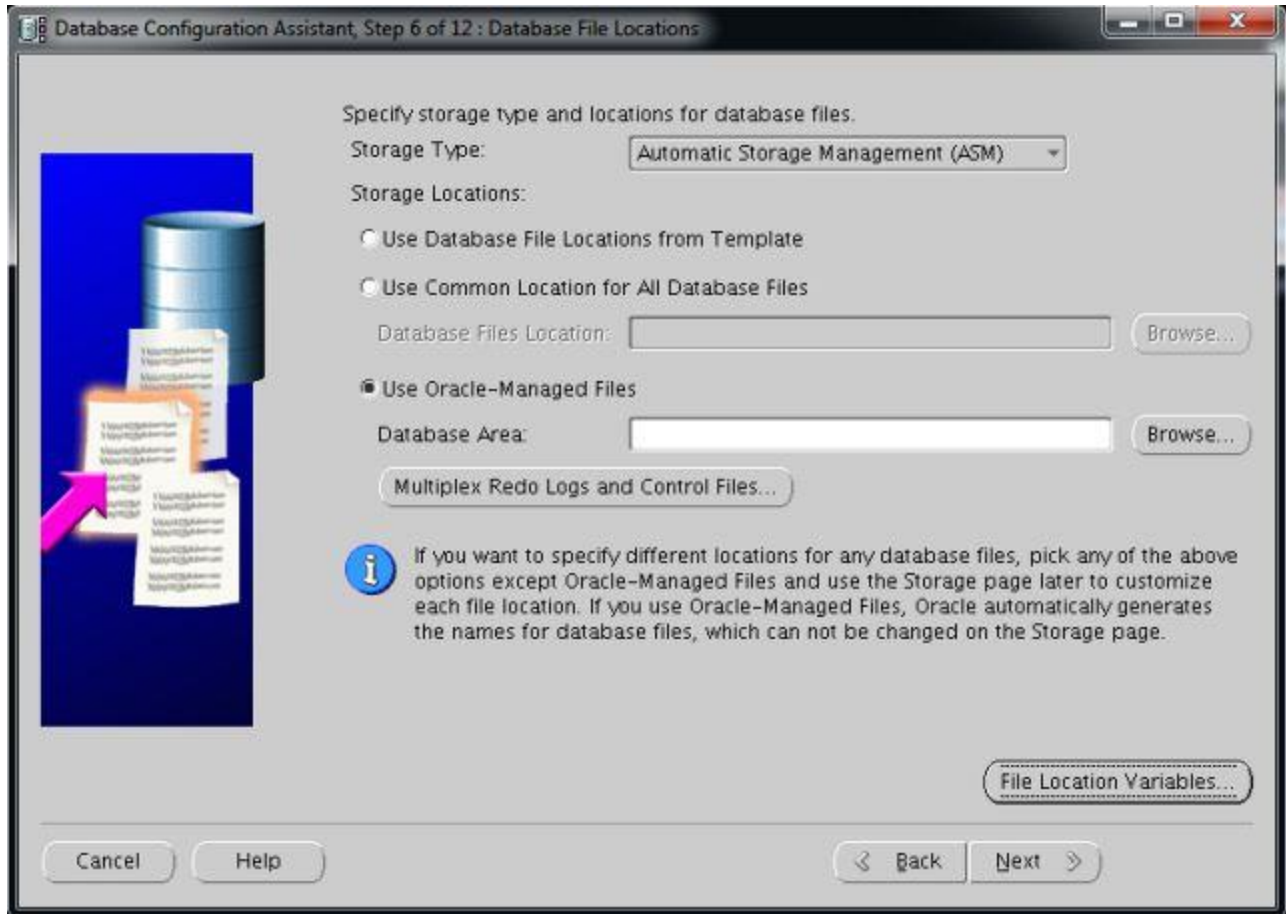 Database Configuration Assistant, Step 6 of 12 : Database File Locations
Specify storage type and locations for database files.
Storage Type: Automatic Storage Management (ASM)
Storage Locations:
Use Database File Locations from Template
Use Common Location for All Database Files
Database Files Location: Browse...
Use Oracle-Managed Files
Database Area: Browse...
Multiplex Redo Logs and Control Files...
If you want to specify different locations for any database files, pick any of the above
options except Oracle-Managed Files and use the Storage page later to customize
each file location. If you use Oracle-Managed Files, Oracle automatically generates
the names for database files, which can not be changed on the Storage page.
File Location Variables...
Cancel Help Back Next